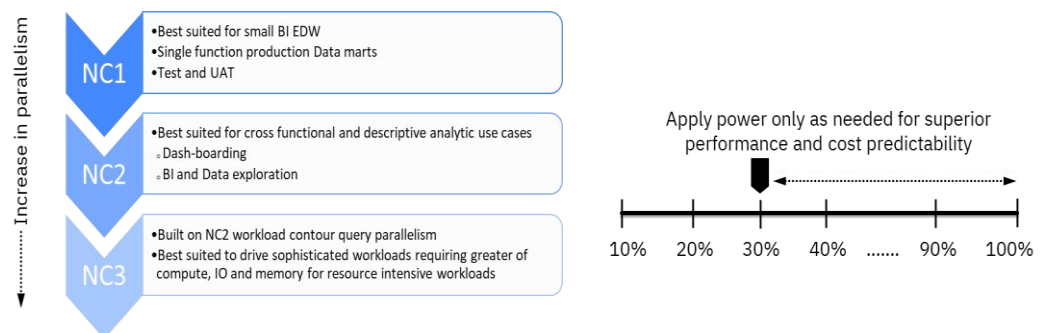 Increase in parallelism
NC1
•Best suited for small BI EDW
•Single function production Data marts
•Test and UAT
NC2
•Best suited for cross functional and descriptive analytic use cases
◦Dash-boarding
◦BI and Data exploration
NC3
•Built on NC2 workload contour query parallelism
•Best suited to drive sophisticated workloads requiring greater of
compute, IO and memory for resource intensive workloads
Apply power only as needed for superior
performance and cost predictability
10% 20% 30% 40% ....... 90% 100%